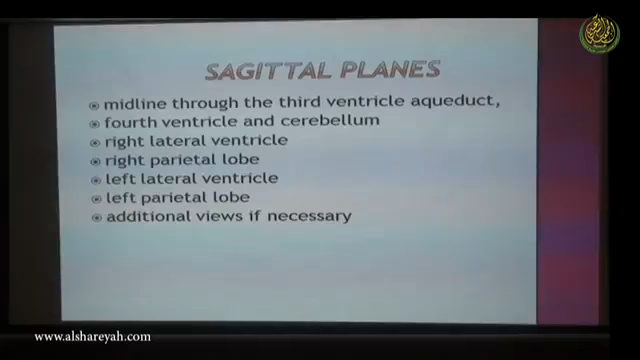 SAGITTAL PLANES
midline through the third ventricle aqueduct,
fourth ventricle and cerebellum
right lateral ventricle
right parietal lobe
left lateral ventricle
left parietal lobe
additional views if necessary
www.alshareyah.com